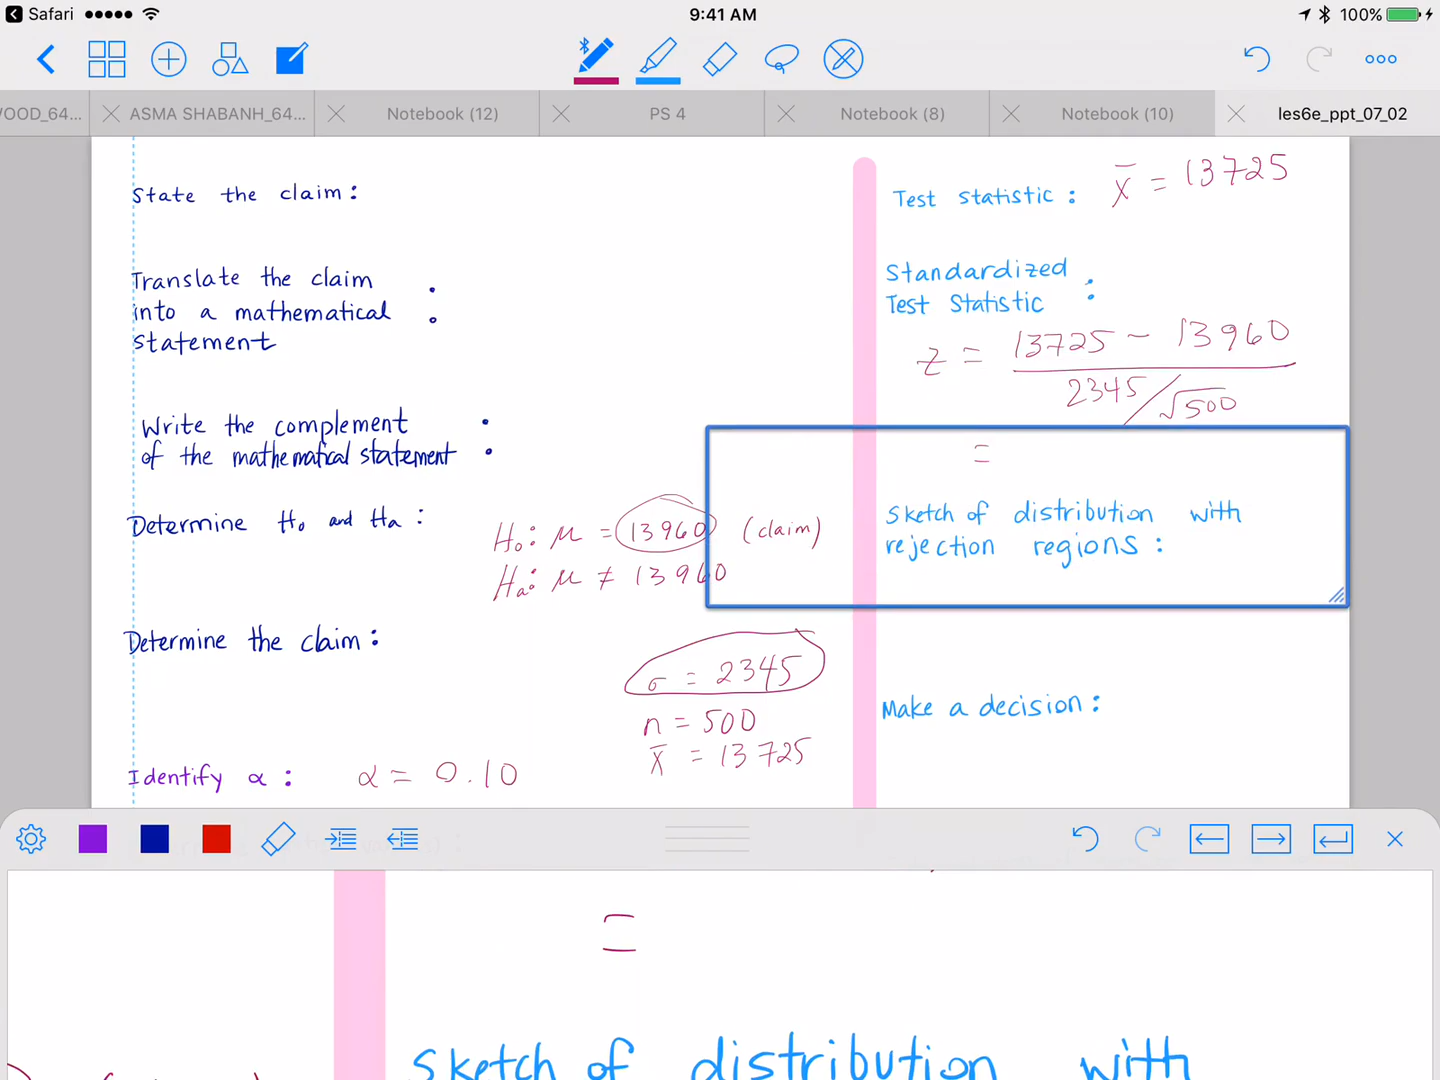 Safari
9:41 AM
100%
WOOD_64...
ASMA SHABANH_64...
Notebook (12)
PS 4
Notebook (8)
Notebook (10)
les6e_ppt_07_02
State the claim:
Translate the claim
into a mathematical :
statement
Write the complement :
of the mathematical statement
Determine H₀ and Ha :
H₀: μ = 13960 (claim)
Ha: μ ≠ 13960
Determine the claim:
σ = 2345
n = 500
x̄ = 13725
Identify α : α = 0.10
Test statistic : x̄ = 13725
Standardized :
Test Statistic
z = 13725 - 13960
2345/√500
=
Sketch of distribution with
rejection regions :
Make a decision:
=
Sketch of distribution with